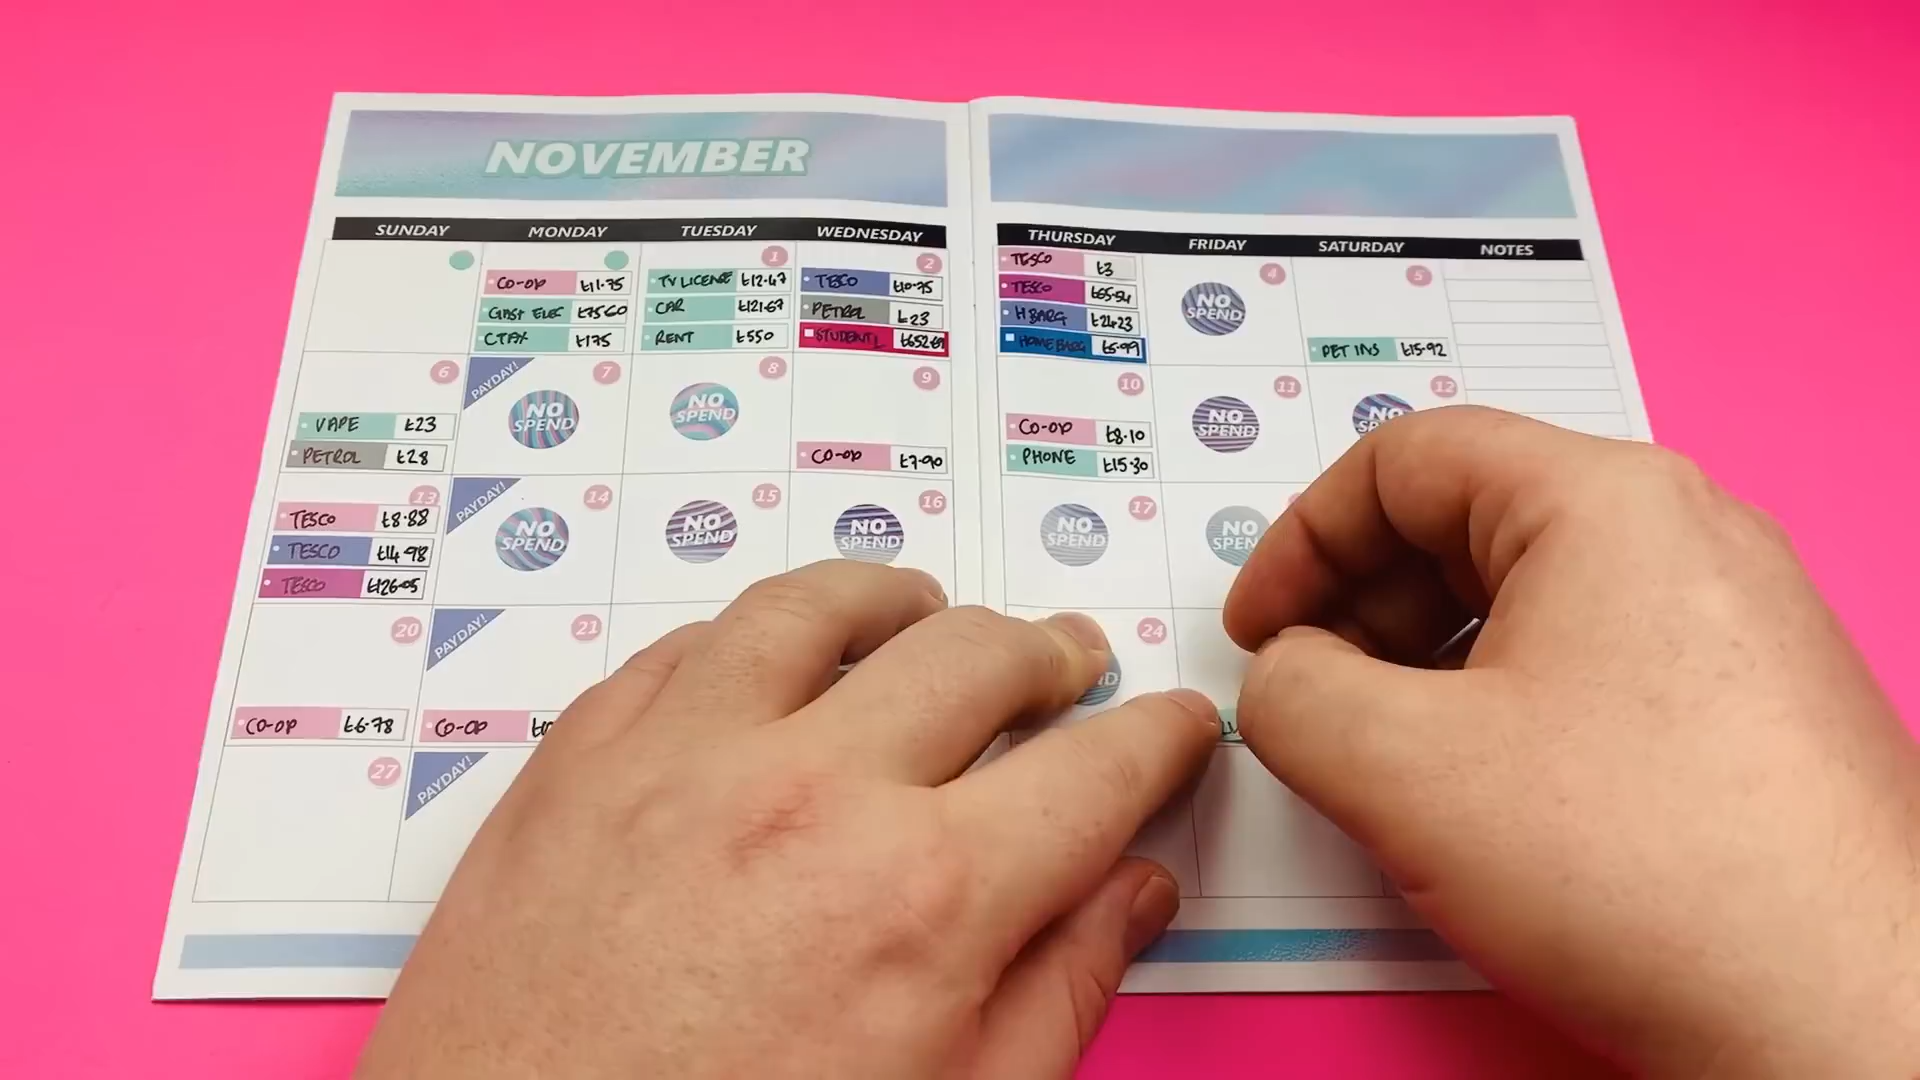 NOVEMBER
SUNDAY MONDAY TUESDAY WEDNESDAY THURSDAY FRIDAY SATURDAY NOTES
CO-OP £11.75
GAS+ ELEC £75.60
CTAX £175
1
TV LICENSE £12.47
CAR £121.67
RENT £550
2
TESCO £10.75
PETROL £23
STUDENT L £652.69
TESCO £3
TESCO £65.54
H BARG £24.23
HOME BARG £5.99
4
NO SPEND
5
PET INS £15.92
6
VAPE £23
PETROL £28
PAYDAY!
7
NO SPEND
8
NO SPEND
9
CO-OP £7.90
10
CO-OP £8.10
PHONE £15.30
11
NO SPEND
12
NO SPEND
13
TESCO £8.88
TESCO £14.98
TESCO £126.05
PAYDAY!
14
NO SPEND
15
NO SPEND
16
NO SPEND
17
NO SPEND
NO
20
CO-OP £6.78
PAYDAY!
21
CO-OP
24
27
PAYDAY!